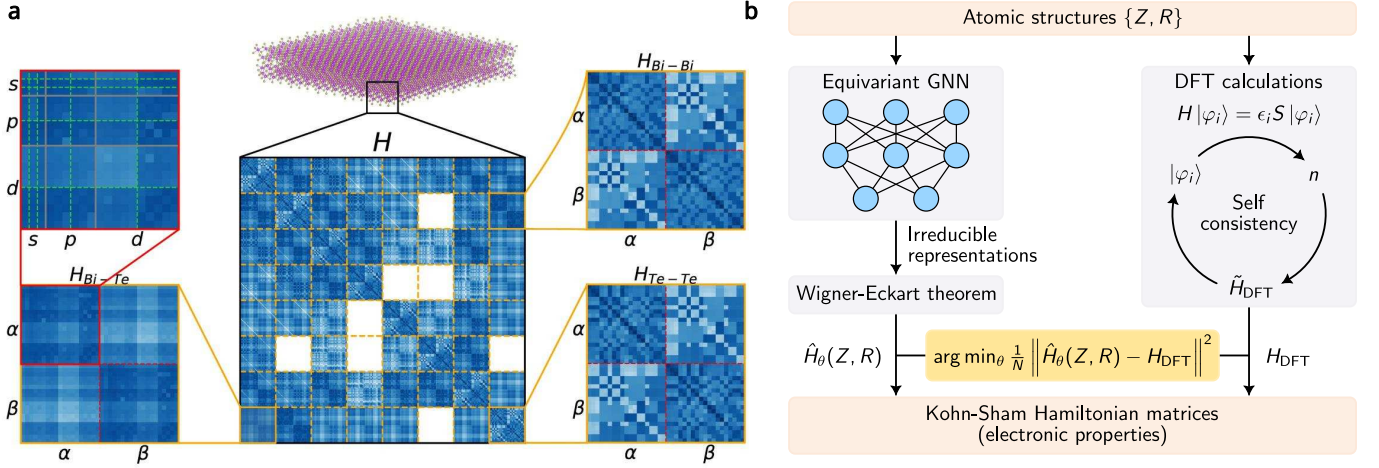 a
H
s
p
d
s p d
H_{Bi−Te}
α
β
α β
H_{Bi−Bi}
α
β
α β
H_{Te−Te}
α
β
α β
b
Atomic structures {Z, R}
Equivariant GNN
Irreducible
representations
Wigner-Eckart theorem
Ĥ_θ(Z, R)
DFT calculations
H |φ_i⟩ = ϵ_i S |φ_i⟩
|φ_i⟩
n
Self
consistency
H̃_DFT
H_DFT
arg min_θ 1/N ‖Ĥ_θ(Z, R) − H_DFT‖²
Kohn-Sham Hamiltonian matrices
(electronic properties)